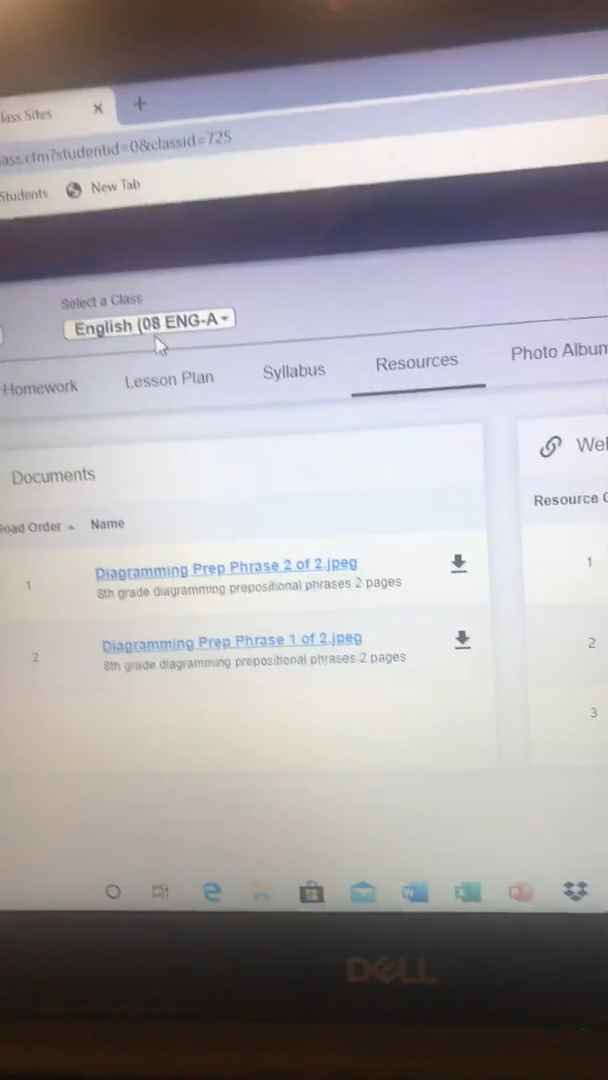 lass Sites
ass.cfm?studentid=0&classid=725
Students New Tab
Select a Class
English (08 ENG-A
Homework Lesson Plan Syllabus Resources Photo Album
Documents
Wel
load Order Name
Resource
1 Diagramming Prep Phrase 2 of 2.jpeg 1
8th grade diagramming prepositional phrases 2 pages
2 Diagramming Prep Phrase 1 of 2.jpeg 2
8th grade diagramming prepositional phrases 2 pages
3
DELL